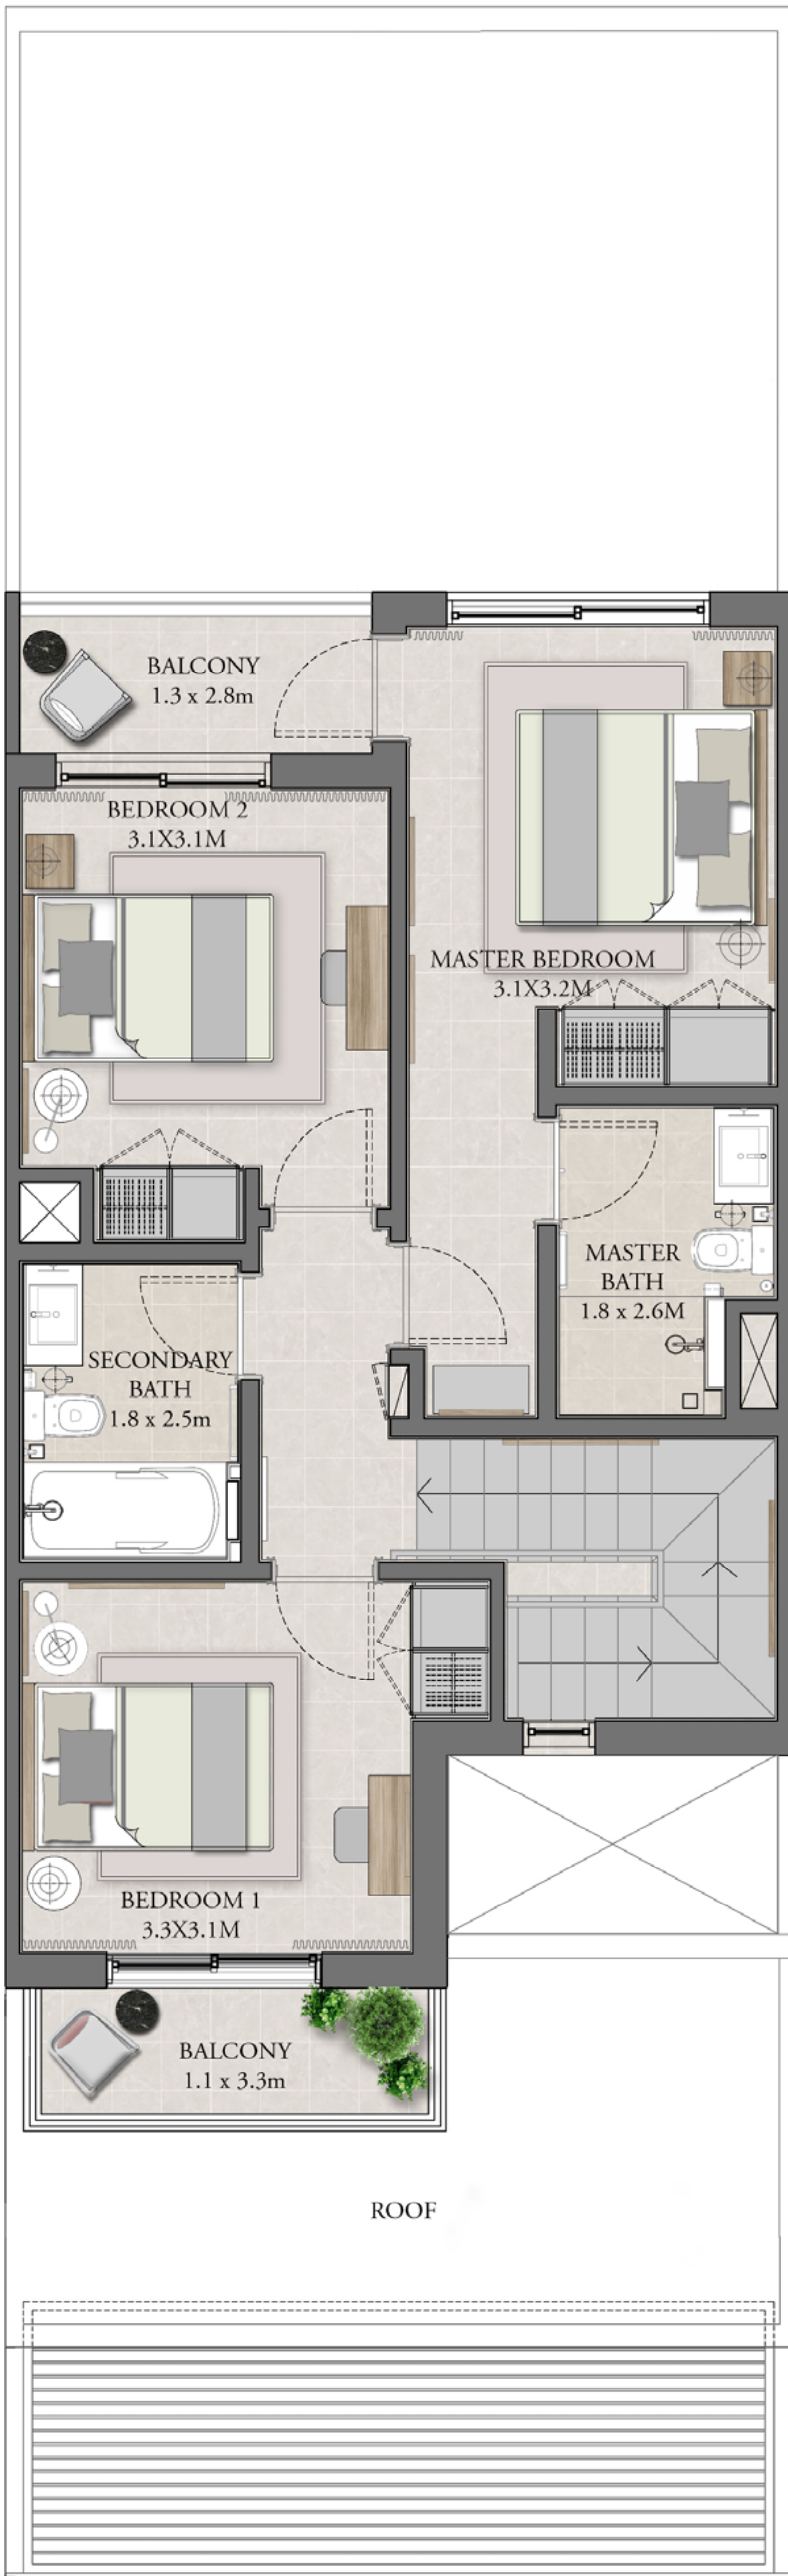 BALCONY
1.3 x 2.8m
BEDROOM 2
3.1X3.1M
MASTER BEDROOM
3.1X3.2M
MASTER
BATH
1.8 x 2.6M
SECONDARY
BATH
1.8 x 2.5m
BEDROOM 1
3.3X3.1M
BALCONY
1.1 x 3.3m
ROOF